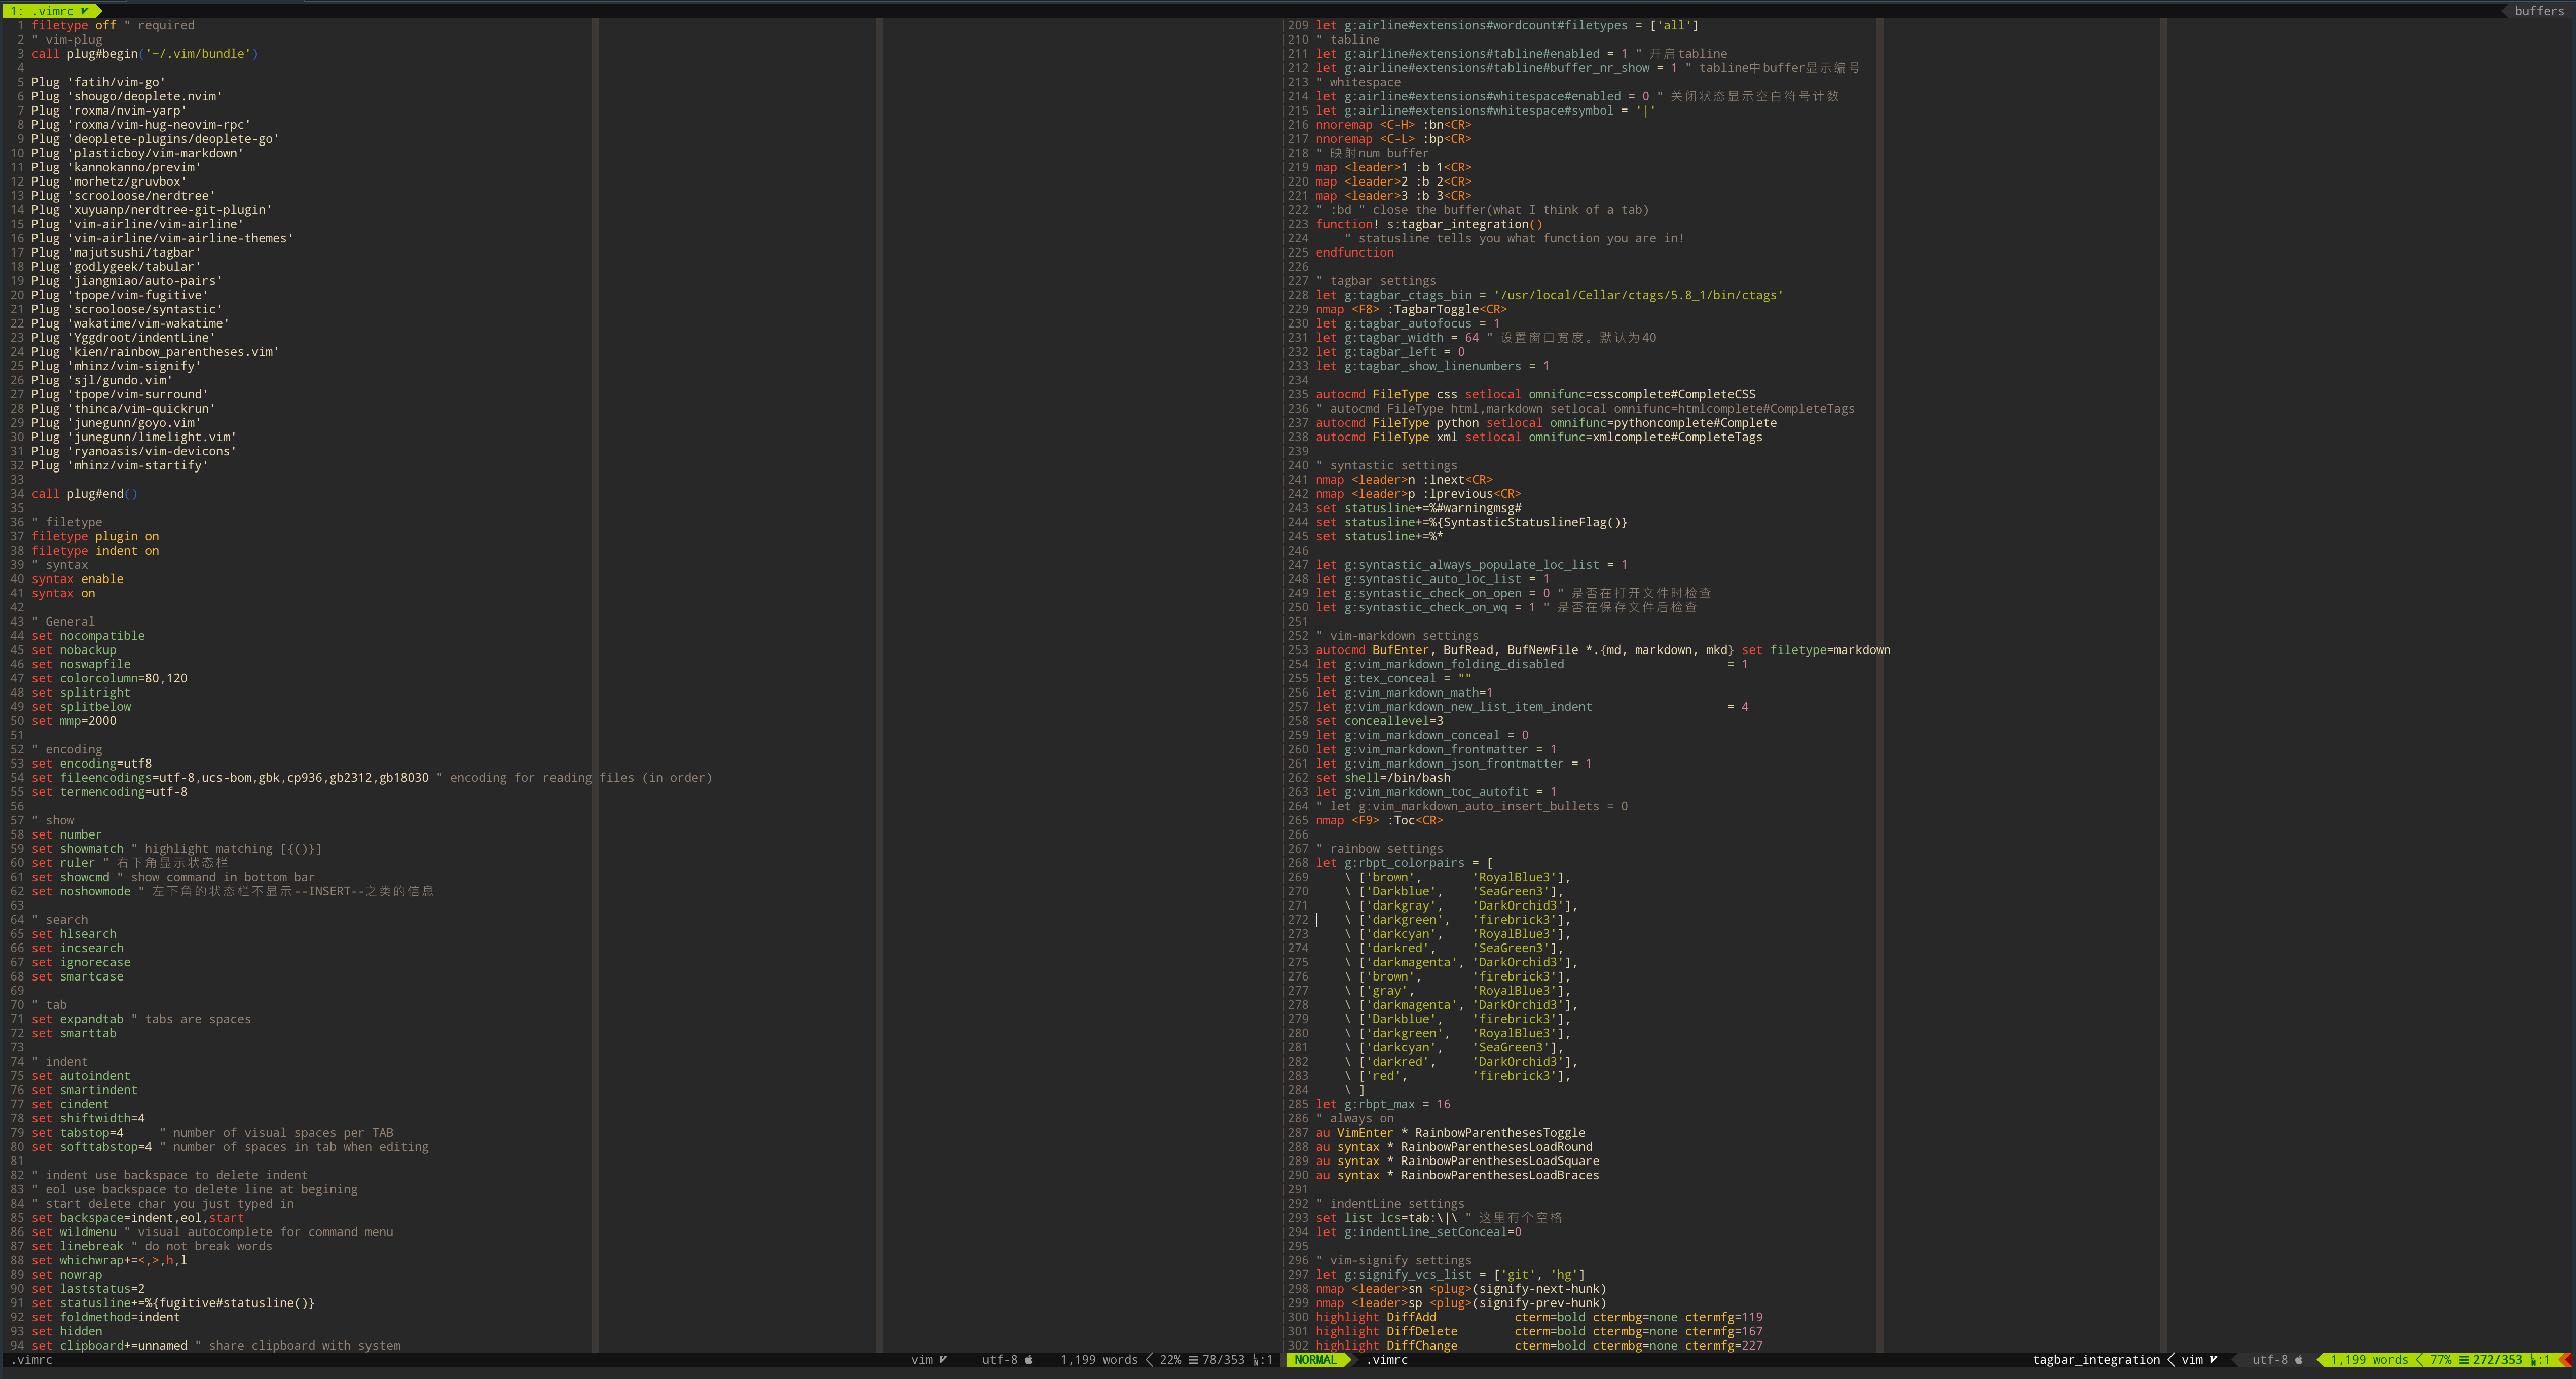 1: .vimrc
buffers
1 filetype off " required
2 " vim-plug
3 call plug#begin('~/.vim/bundle')
4
5 Plug 'fatih/vim-go'
6 Plug 'shougo/deoplete.nvim'
7 Plug 'roxma/nvim-yarp'
8 Plug 'roxma/vim-hug-neovim-rpc'
9 Plug 'deoplete-plugins/deoplete-go'
10 Plug 'plasticboy/vim-markdown'
11 Plug 'kannokanno/previm'
12 Plug 'morhetz/gruvbox'
13 Plug 'scrooloose/nerdtree'
14 Plug 'xuyuanp/nerdtree-git-plugin'
15 Plug 'vim-airline/vim-airline'
16 Plug 'vim-airline/vim-airline-themes'
17 Plug 'majutsushi/tagbar'
18 Plug 'godlygeek/tabular'
19 Plug 'jiangmiao/auto-pairs'
20 Plug 'tpope/vim-fugitive'
21 Plug 'scrooloose/syntastic'
22 Plug 'wakatime/vim-wakatime'
23 Plug 'Yggdroot/indentLine'
24 Plug 'kien/rainbow_parentheses.vim'
25 Plug 'mhinz/vim-signify'
26 Plug 'sjl/gundo.vim'
27 Plug 'tpope/vim-surround'
28 Plug 'thinca/vim-quickrun'
29 Plug 'junegunn/goyo.vim'
30 Plug 'junegunn/limelight.vim'
31 Plug 'ryanoasis/vim-devicons'
32 Plug 'mhinz/vim-startify'
33
34 call plug#end()
35
36 " filetype
37 filetype plugin on
38 filetype indent on
39 " syntax
40 syntax enable
41 syntax on
42
43 " General
44 set nocompatible
45 set nobackup
46 set noswapfile
47 set colorcolumn=80,120
48 set splitright
49 set splitbelow
50 set mmp=2000
51
52 " encoding
53 set encoding=utf8
54 set fileencodings=utf-8,ucs-bom,gbk,cp936,gb2312,gb18030 " encoding for reading files (in order)
55 set termencoding=utf-8
56
57 " show
58 set number
59 set showmatch " highlight matching [{()}]
60 set ruler " 右下角显示状态栏
61 set showcmd " show command in bottom bar
62 set noshowmode " 左下角的状态栏不显示--INSERT--之类的信息
63
64 " search
65 set hlsearch
66 set incsearch
67 set ignorecase
68 set smartcase
69
70 " tab
71 set expandtab " tabs are spaces
72 set smarttab
73
74 " indent
75 set autoindent
76 set smartindent
77 set cindent
78 set shiftwidth=4
79 set tabstop=4     " number of visual spaces per TAB
80 set softtabstop=4 " number of spaces in tab when editing
81
82 " indent use backspace to delete indent
83 " eol use backspace to delete line at begining
84 " start delete char you just typed in
85 set backspace=indent,eol,start
86 set wildmenu " visual autocomplete for command menu
87 set linebreak " do not break words
88 set whichwrap+=<,>,h,l
89 set nowrap
90 set laststatus=2
91 set statusline+=%{fugitive#statusline()}
92 set foldmethod=indent
93 set hidden
94 set clipboard+=unnamed " share clipboard with system
.vimrc vim utf-8 1,199 words 22% ☰ 78/353 :1
209 let g:airline#extensions#wordcount#filetypes = ['all']
210 " tabline
211 let g:airline#extensions#tabline#enabled = 1 " 开启tabline
212 let g:airline#extensions#tabline#buffer_nr_show = 1 " tabline中buffer显示编号
213 " whitespace
214 let g:airline#extensions#whitespace#enabled = 0 " 关闭状态显示空白符号计数
215 let g:airline#extensions#whitespace#symbol = '|'
216 nnoremap <C-H> :bn<CR>
217 nnoremap <C-L> :bp<CR>
218 " 映射num buffer
219 map <leader>1 :b 1<CR>
220 map <leader>2 :b 2<CR>
221 map <leader>3 :b 3<CR>
222 " :bd " close the buffer(what I think of a tab)
223 function! s:tagbar_integration()
224     " statusline tells you what function you are in!
225 endfunction
226
227 " tagbar settings
228 let g:tagbar_ctags_bin = '/usr/local/Cellar/ctags/5.8_1/bin/ctags'
229 nmap <F8> :TagbarToggle<CR>
230 let g:tagbar_autofocus = 1
231 let g:tagbar_width = 64 " 设置窗口宽度。默认为40
232 let g:tagbar_left = 0
233 let g:tagbar_show_linenumbers = 1
234
235 autocmd FileType css setlocal omnifunc=csscomplete#CompleteCSS
236 " autocmd FileType html,markdown setlocal omnifunc=htmlcomplete#CompleteTags
237 autocmd FileType python setlocal omnifunc=pythoncomplete#Complete
238 autocmd FileType xml setlocal omnifunc=xmlcomplete#CompleteTags
239
240 " syntastic settings
241 nmap <leader>n :lnext<CR>
242 nmap <leader>p :lprevious<CR>
243 set statusline+=%#warningmsg#
244 set statusline+=%{SyntasticStatuslineFlag()}
245 set statusline+=%*
246
247 let g:syntastic_always_populate_loc_list = 1
248 let g:syntastic_auto_loc_list = 1
249 let g:syntastic_check_on_open = 0 " 是否在打开文件时检查
250 let g:syntastic_check_on_wq = 1 " 是否在保存文件后检查
251
252 " vim-markdown settings
253 autocmd BufEnter, BufRead, BufNewFile *.{md, markdown, mkd} set filetype=markdown
254 let g:vim_markdown_folding_disabled                       = 1
255 let g:tex_conceal = ""
256 let g:vim_markdown_math=1
257 let g:vim_markdown_new_list_item_indent                   = 4
258 set conceallevel=3
259 let g:vim_markdown_conceal = 0
260 let g:vim_markdown_frontmatter = 1
261 let g:vim_markdown_json_frontmatter = 1
262 set shell=/bin/bash
263 let g:vim_markdown_toc_autofit = 1
264 " let g:vim_markdown_auto_insert_bullets = 0
265 nmap <F9> :Toc<CR>
266
267 " rainbow settings
268 let g:rbpt_colorpairs = [
269     \ ['brown',       'RoyalBlue3'],
270     \ ['Darkblue',    'SeaGreen3'],
271     \ ['darkgray',    'DarkOrchid3'],
272     \ ['darkgreen',   'firebrick3'],
273     \ ['darkcyan',    'RoyalBlue3'],
274     \ ['darkred',     'SeaGreen3'],
275     \ ['darkmagenta', 'DarkOrchid3'],
276     \ ['brown',       'firebrick3'],
277     \ ['gray',        'RoyalBlue3'],
278     \ ['darkmagenta', 'DarkOrchid3'],
279     \ ['Darkblue',    'firebrick3'],
280     \ ['darkgreen',   'RoyalBlue3'],
281     \ ['darkcyan',    'SeaGreen3'],
282     \ ['darkred',     'DarkOrchid3'],
283     \ ['red',         'firebrick3'],
284     \ ]
285 let g:rbpt_max = 16
286 " always on
287 au VimEnter * RainbowParenthesesToggle
288 au syntax * RainbowParenthesesLoadRound
289 au syntax * RainbowParenthesesLoadSquare
290 au syntax * RainbowParenthesesLoadBraces
291
292 " indentLine settings
293 set list lcs=tab:\|\ " 这里有个空格
294 let g:indentLine_setConceal=0
295
296 " vim-signify settings
297 let g:signify_vcs_list = ['git', 'hg']
298 nmap <leader>sn <plug>(signify-next-hunk)
299 nmap <leader>sp <plug>(signify-prev-hunk)
300 highlight DiffAdd           cterm=bold ctermbg=none ctermfg=119
301 highlight DiffDelete        cterm=bold ctermbg=none ctermfg=167
302 highlight DiffChange        cterm=bold ctermbg=none ctermfg=227
NORMAL .vimrc tagbar_integration vim utf-8 1,199 words 77% ☰ 272/353 :1